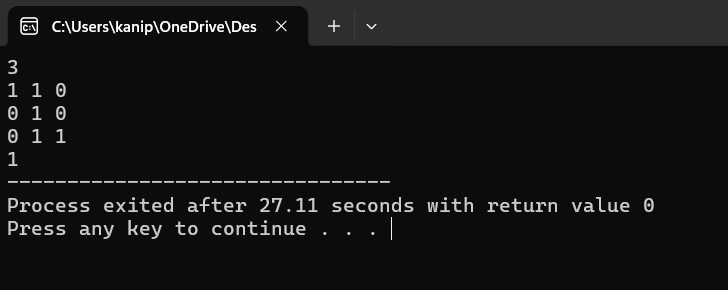 C:\Users\kanip\OneDrive\Des
3
1 1 0
0 1 0
0 1 1
1
--------------------------------
Process exited after 27.11 seconds with return value 0
Press any key to continue . . .